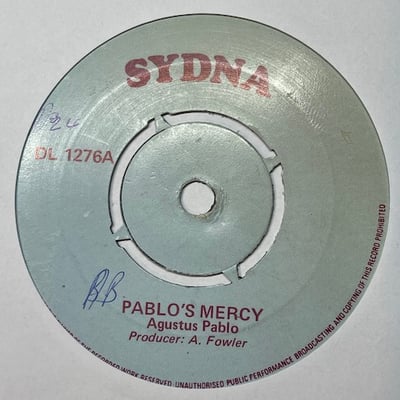 SYDNA
DL 1276A
BB
PABLO'S MERCY
Agustus Pablo
Producer: A. Fowler
WORK RESERVED. UNAUTHORISED PUBLIC PERFORMANCE BROADCASTING AND COPYING OF THIS RECORD PROHIBITED